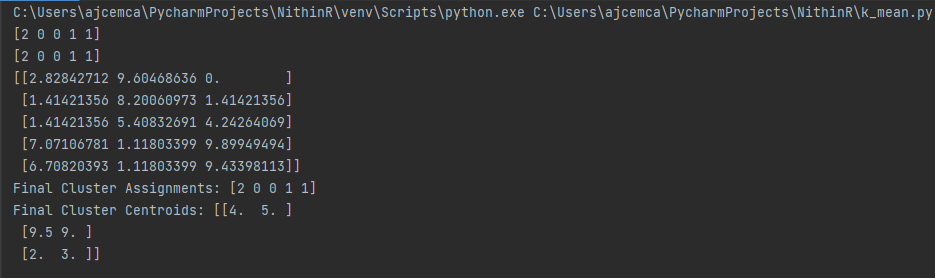 C:\Users\ajcemca\PycharmProjects\NithinR\venv\Scripts\python.exe C:\Users\ajcemca\PycharmProjects\NithinR\k_mean.py
[2 0 0 1 1]
[2 0 0 1 1]
[[2.82842712 9.60468636 0.        ]
 [1.41421356 8.20060973 1.41421356]
 [1.41421356 5.40832691 4.24264069]
 [7.07106781 1.11803399 9.89949494]
 [6.70820393 1.11803399 9.43398113]]
Final Cluster Assignments: [2 0 0 1 1]
Final Cluster Centroids: [[4.  5. ]
 [9.5 9. ]
 [2.  3. ]]